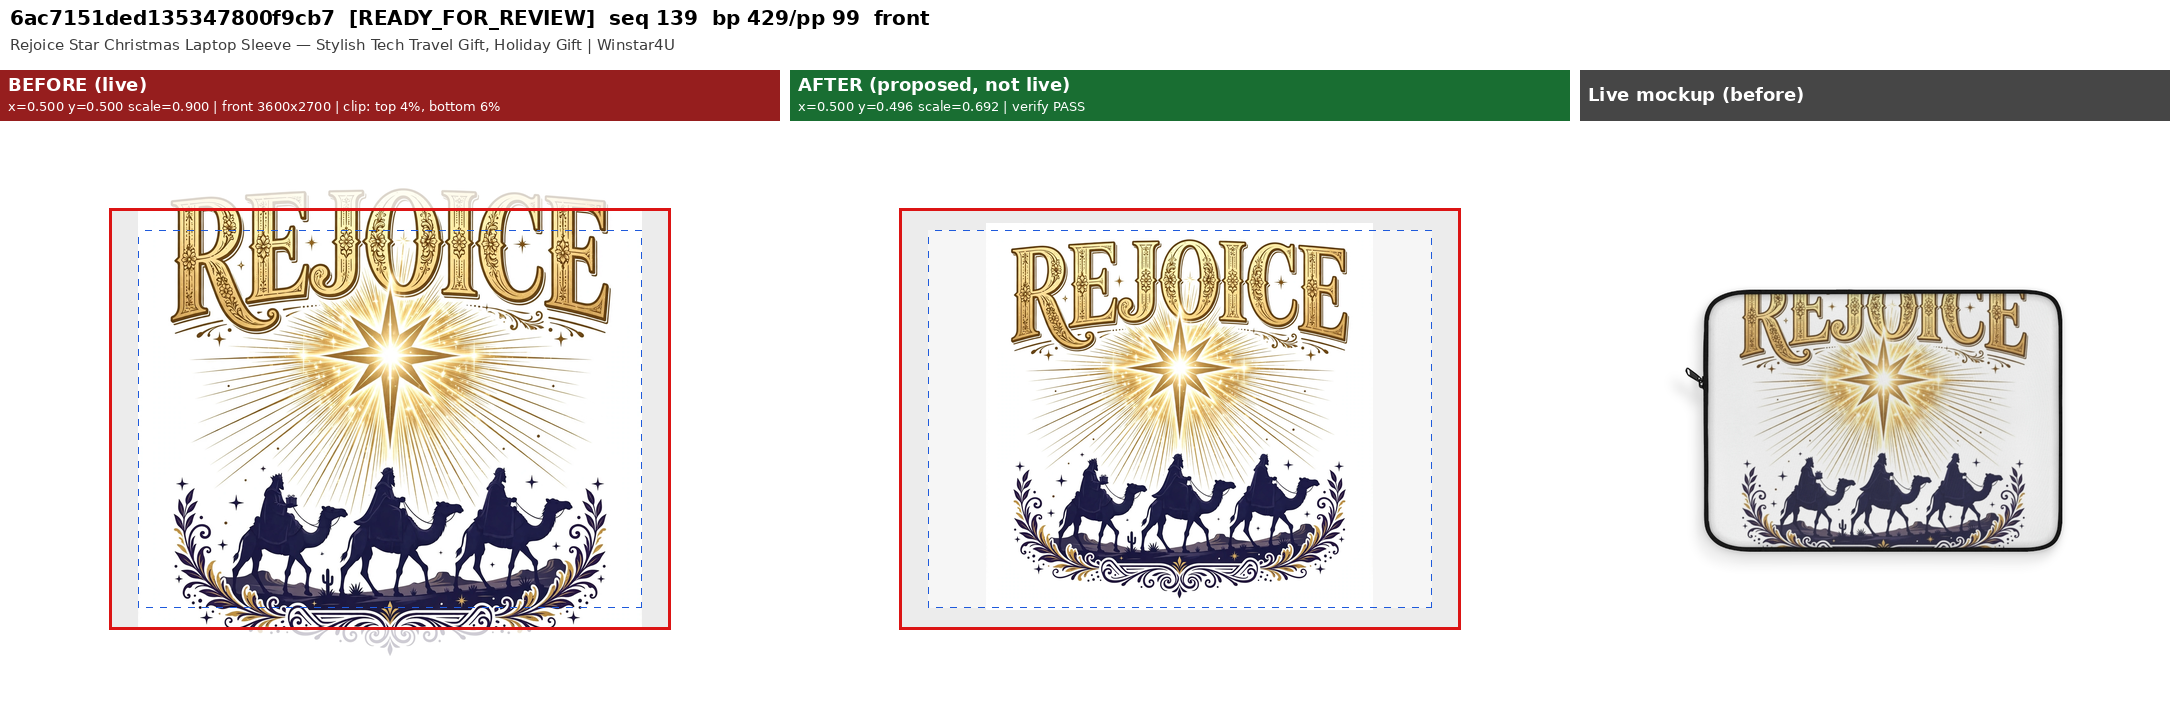 6ac7151ded135347800f9cb7 [READY_FOR_REVIEW] seq 139 bp 429/pp 99 front
Rejoice Star Christmas Laptop Sleeve — Stylish Tech Travel Gift, Holiday Gift | Winstar4U
BEFORE (live)
x=0.500 y=0.500 scale=0.900 | front 3600x2700 | clip: top 4%, bottom 6%
AFTER (proposed, not live)
x=0.500 y=0.496 scale=0.692 | verify PASS
Live mockup (before)
REJOICE
REJOICE
REJOICE